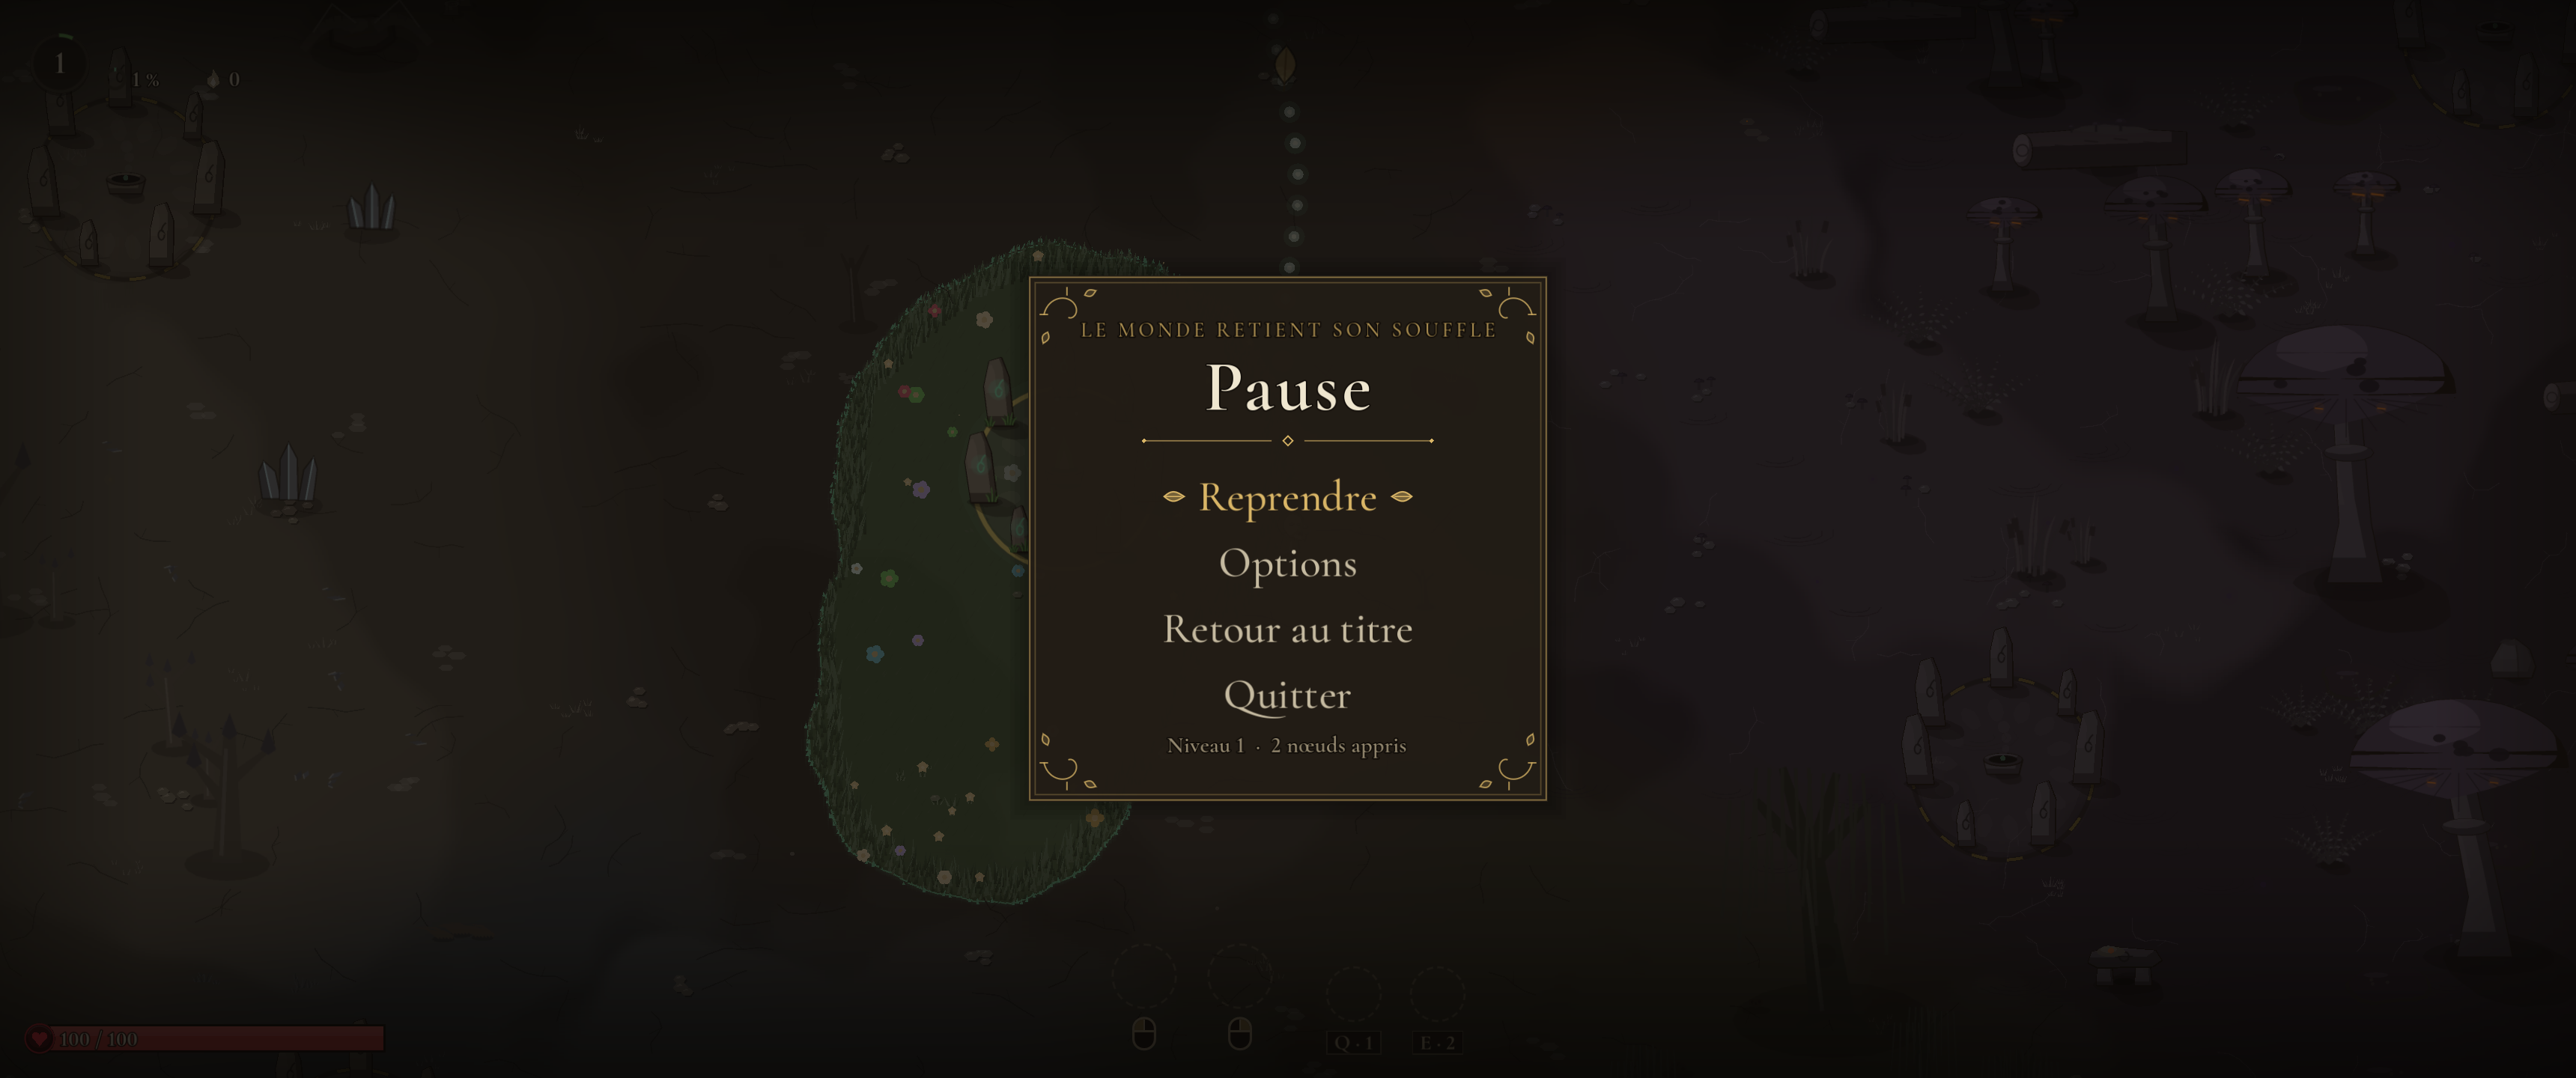 1
1 %
0
LE MONDE RETIENT SON SOUFFLE
Pause
Reprendre
Options
Retour au titre
Quitter
Niveau 1 · 2 nœuds appris
100 / 100
Q · 1
E · 2